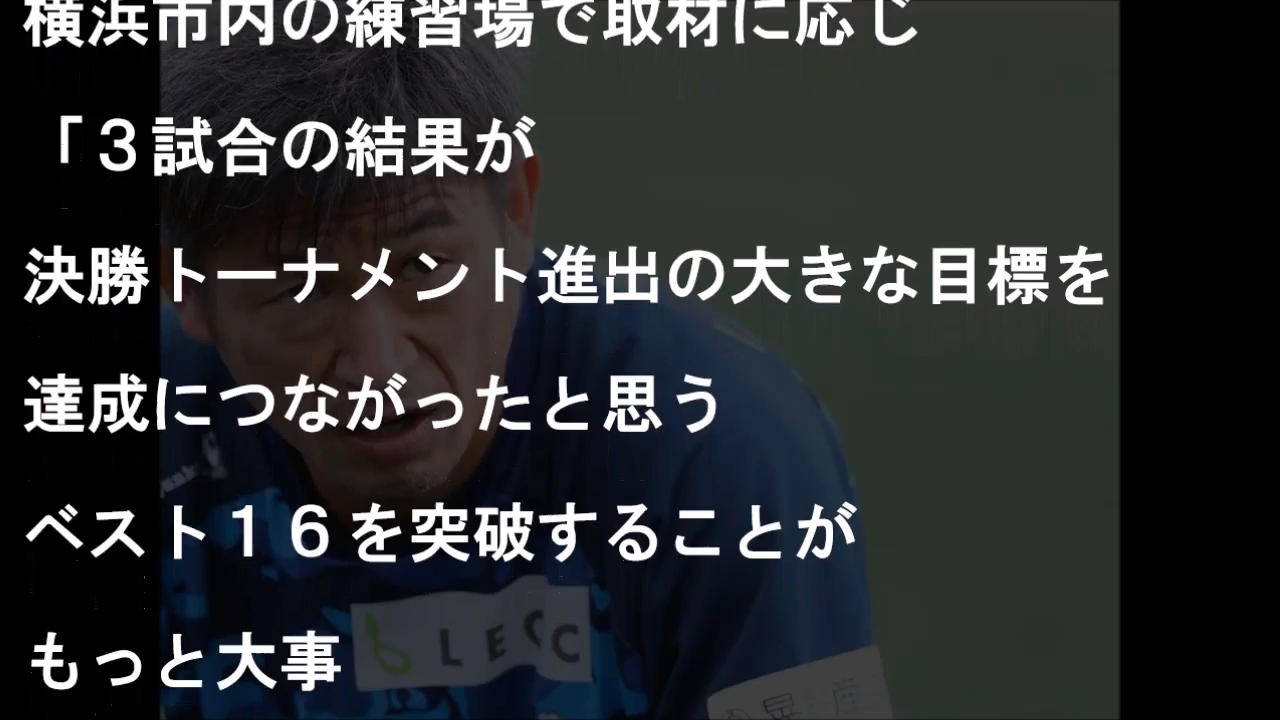 横浜市内の練習場で取材に応じ
「３試合の結果が
決勝トーナメント進出の大きな目標を
達成につながったと思う
ベスト１６を突破することが
もっと大事
LECC